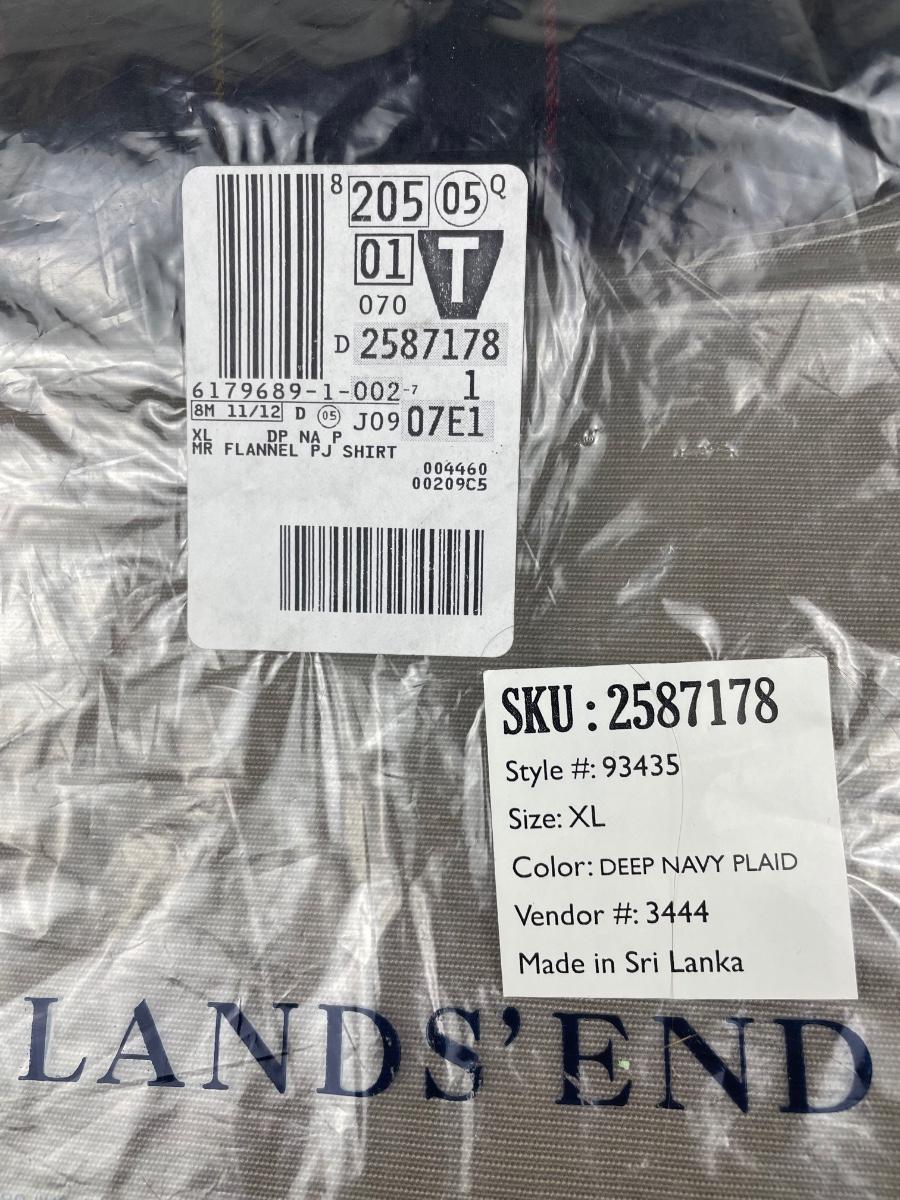 8 205 05 Q
01 T
070
D 2587178
6179689-1-002-7 1
8M 11/12 D 05 J09 07E1
XL DP NA P
MR FLANNEL PJ SHIRT
004460
00209C5
SKU : 2587178
Style #: 93435
Size: XL
Color: DEEP NAVY PLAID
Vendor #: 3444
Made in Sri Lanka
LANDS' END